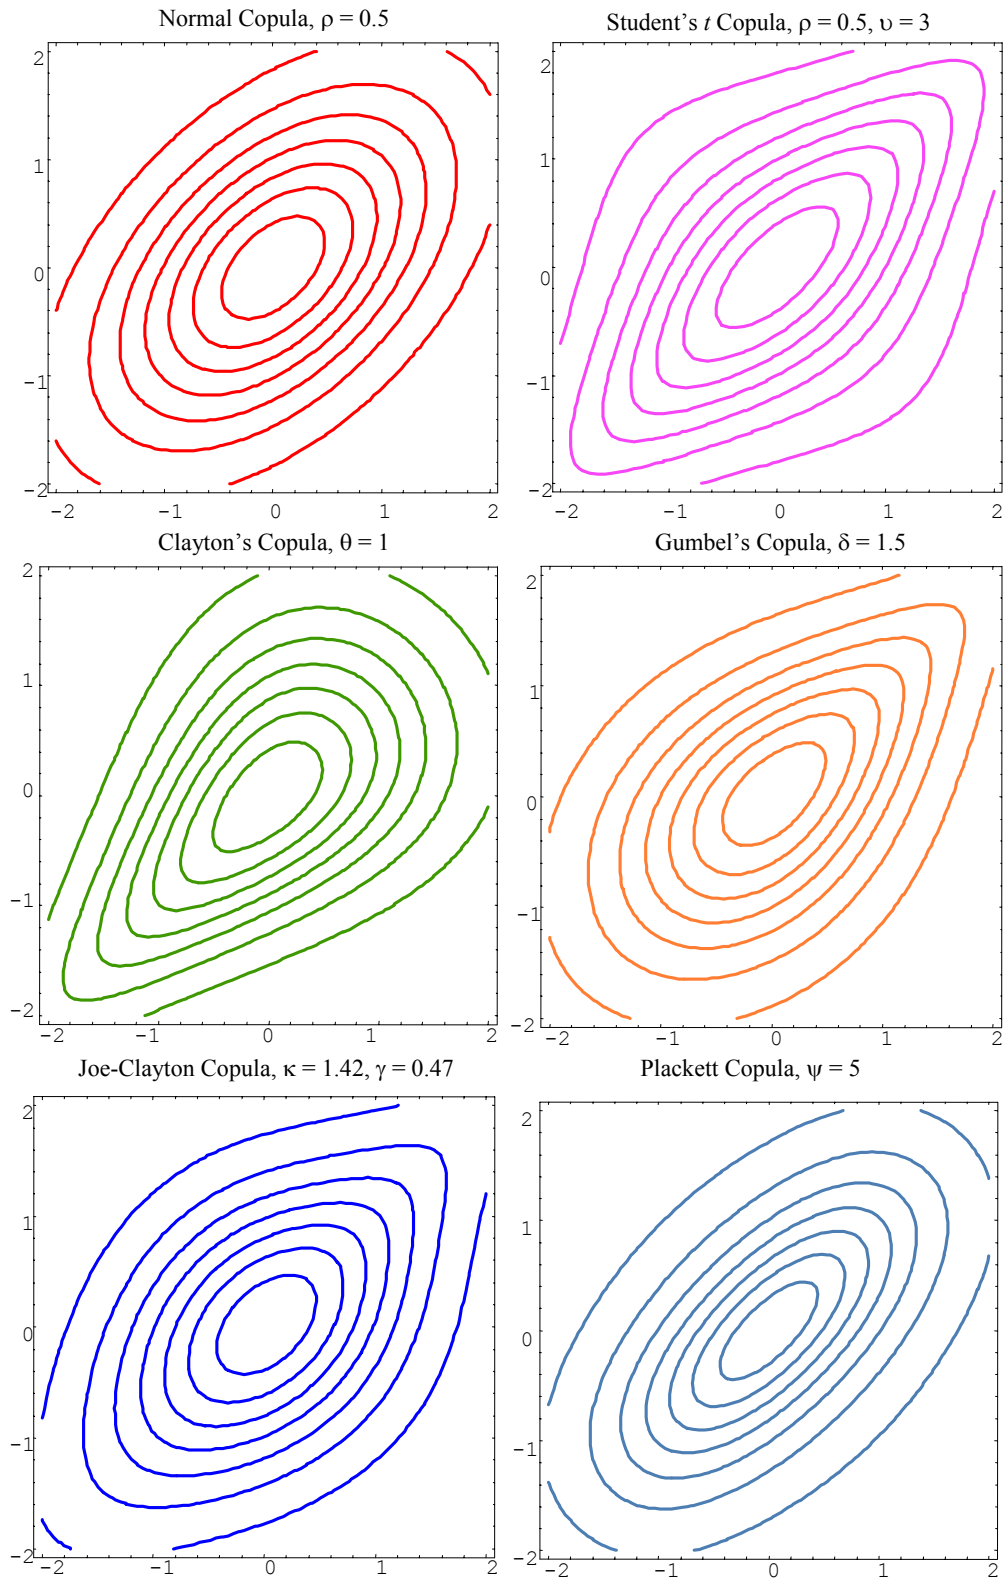 Normal Copula, ρ = 0.5
Student's t Copula, ρ = 0.5, υ = 3
2
1
0
-1
-2
-2 -1 0 1 2
2
1
0
-1
-2
-2 -1 0 1 2
Clayton's Copula, θ = 1
Gumbel's Copula, δ = 1.5
2
1
0
-1
-2
-2 -1 0 1 2
2
1
0
-1
-2
-2 -1 0 1 2
Joe-Clayton Copula, κ = 1.42, γ = 0.47
Plackett Copula, ψ = 5
2
1
0
-1
-2
-2 -1 0 1 2
2
1
0
-1
-2
-2 -1 0 1 2